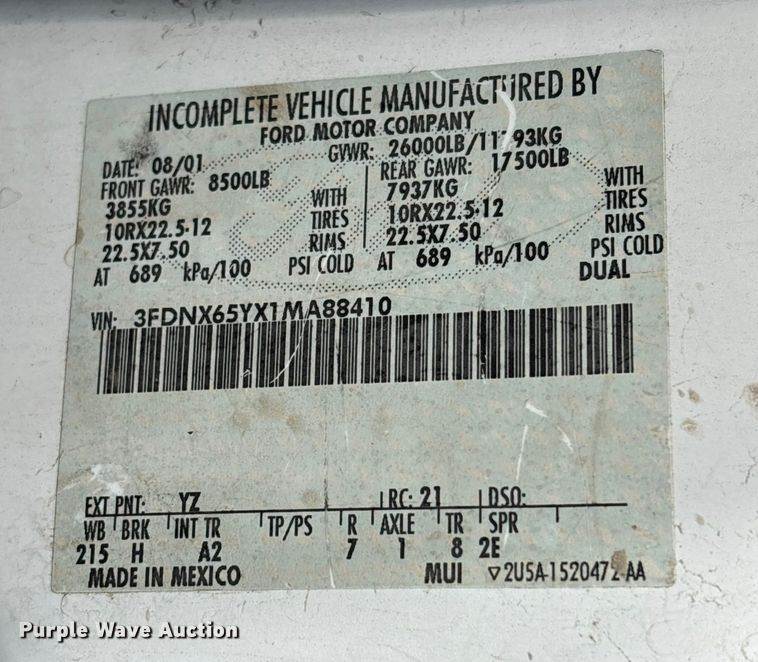 INCOMPLETE VEHICLE MANUFACTURED BY
FORD MOTOR COMPANY
DATE: 08/01 GVWR: 26000LB/11793KG
FRONT GAWR: 8500LB REAR GAWR: 17500LB
3855KG WITH 7937KG WITH
10RX22.5-12 TIRES 10RX22.5-12 TIRES
22.5X7.50 RIMS 22.5X7.50 RIMS
AT 689 kPa/100 PSI COLD AT 689 kPa/100 PSI COLD
DUAL
VIN: 3FDNX65YX1MA88410
EXT PNT: YZ RC: 21 DSO:
WB BRK INT TR TP/PS R AXLE TR SPR
215 H A2 7 1 8 2E
MADE IN MEXICO MUI ▽2U5A-1520472-AA
Purple Wave Auction